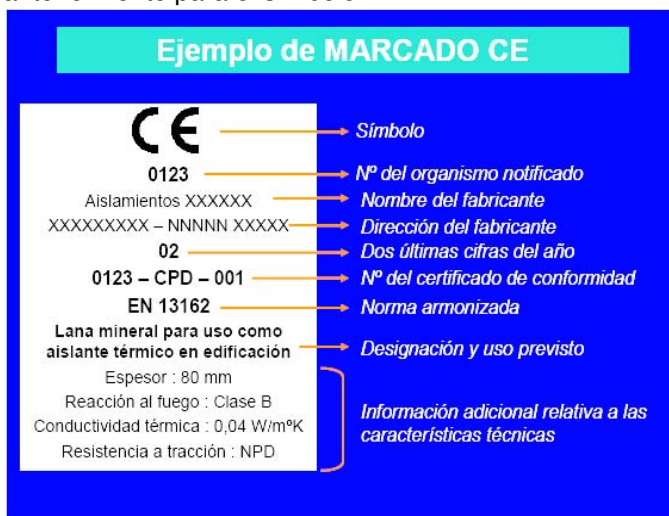 Ejemplo de MARCADO CE
CE Símbolo
0123 Nº del organismo notificado
Aislamientos XXXXXX Nombre del fabricante
XXXXXXXXX – NNNNN XXXXX Dirección del fabricante
02 Dos últimas cifras del año
0123 – CPD – 001 Nº del certificado de conformidad
EN 13162 Norma armonizada
Lana mineral para uso como
aislante térmico en edificación Designación y uso previsto
Espesor : 80 mm
Reacción al fuego : Clase B
Conductividad térmica : 0,04 W/mºK
Resistencia a tracción : NPD
Información adicional relativa a las
características técnicas